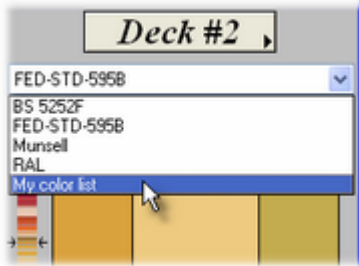 Deck #2
FED-STD-595B
BS 5252F
FED-STD-595B
Munsell
RAL
My color list